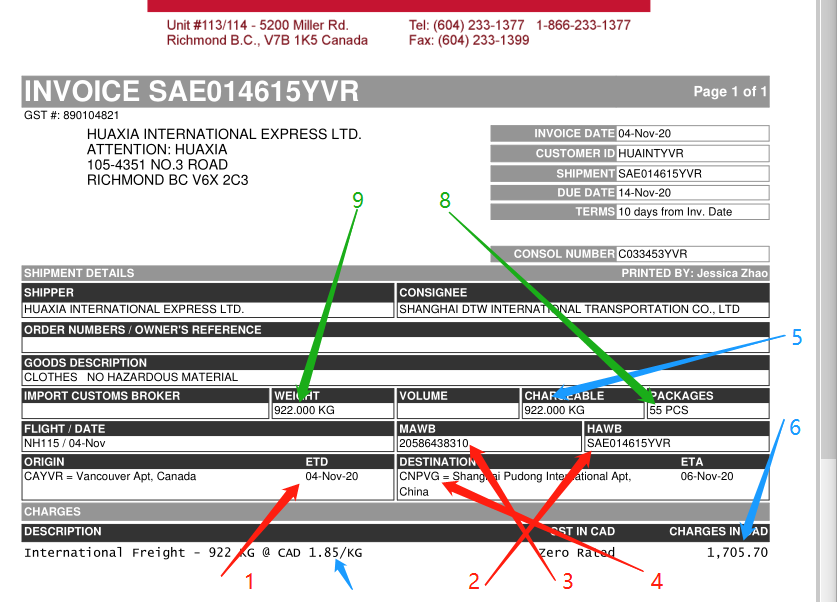 Unit #113/114 - 5200 Miller Rd. Tel: (604) 233-1377 1-866-233-1377
Richmond B.C., V7B 1K5 Canada Fax: (604) 233-1399
INVOICE SAE014615YVR Page 1 of 1
GST #: 890104821
HUAXIA INTERNATIONAL EXPRESS LTD.
ATTENTION: HUAXIA
105-4351 NO.3 ROAD
RICHMOND BC V6X 2C3
INVOICE DATE 04-Nov-20
CUSTOMER ID HUAINTYVR
SHIPMENT SAE014615YVR
DUE DATE 14-Nov-20
TERMS 10 days from Inv. Date
9 8
CONSOL NUMBER C033453YVR
SHIPMENT DETAILS PRINTED BY: Jessica Zhao
SHIPPER CONSIGNEE
HUAXIA INTERNATIONAL EXPRESS LTD. SHANGHAI DTW INTERNATIONAL TRANSPORTATION CO., LTD
ORDER NUMBERS / OWNER'S REFERENCE
5
GOODS DESCRIPTION
CLOTHES NO HAZARDOUS MATERIAL
IMPORT CUSTOMS BROKER WEIGHT VOLUME CHARGEABLE PACKAGES
922.000 KG 922.000 KG 55 PCS
6
FLIGHT / DATE MAWB HAWB
NH115 / 04-Nov 20586438310 SAE014615YVR
ORIGIN ETD DESTINATION ETA
CAYVR = Vancouver Apt, Canada 04-Nov-20 CNPVG = Shanghai Pudong International Apt, 06-Nov-20
China
CHARGES
DESCRIPTION GST IN CAD CHARGES IN CAD
International Freight - 922 KG @ CAD 1.85/KG Zero Rated 1,705.70
1 2 3 4